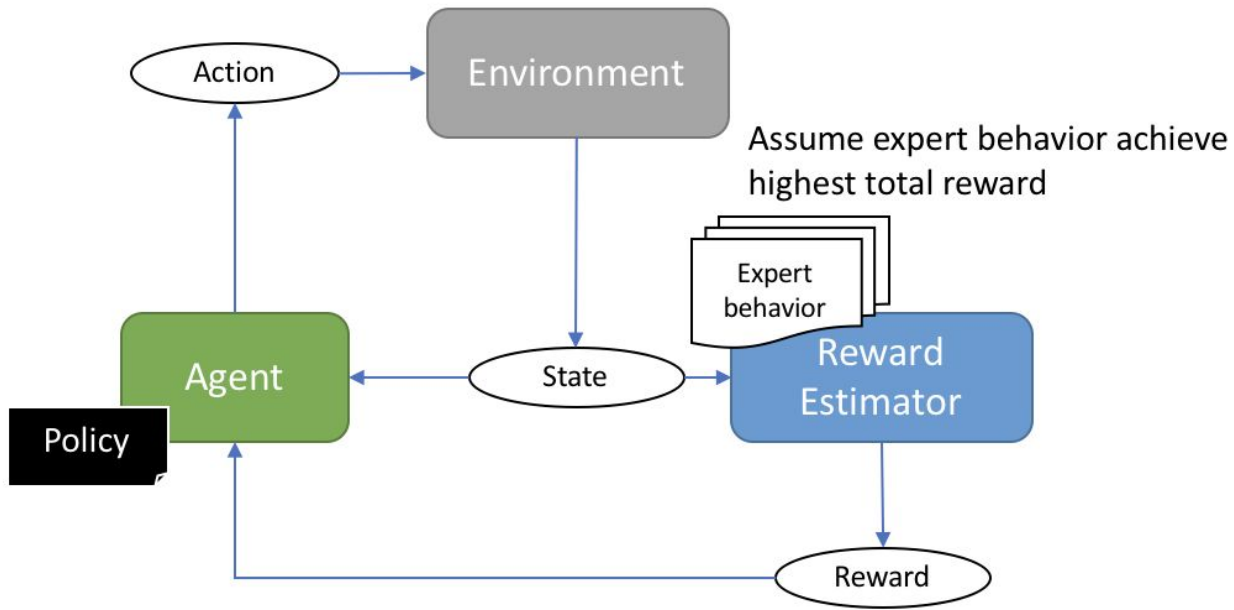 Action
Environment
Assume expert behavior achieve
highest total reward
Expert
behavior
Agent
State
Reward
Estimator
Policy
Reward